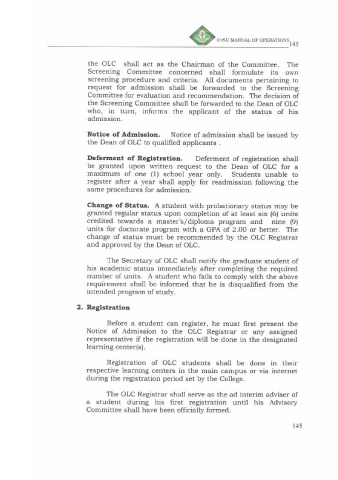 EVSU MANUAL OF OPERATIONS 145
the OLC shall act as the Chairman of the Committee. The
Screening Committee concerned shall formulate its own
screening procedure and criteria. All documents pertaining to
request for admission shall be forwarded to the Screening
Committee for evaluation and recommendation. The decision of
the Screening Committee shall be forwarded to the Dean of OLC
who, in turn, informs the applicant of the status of his
admission.
Notice of Admission. Notice of admission shall be issued by
the Dean of OLC to qualified applicants .
Deferment of Registration. Deferment of registration shall
be granted upon written request to the Dean of OLC for a
maximum of one (1) school year only. Students unable to
register after a year shall apply for readmission following the
same procedures for admission.
Change of Status. A student with probationary status may be
granted regular status upon completion of at least six (6) units
credited towards a master's/diploma program and nine (9)
units for doctorate program with a GPA of 2.00 or better. The
change of status must be recommended by the OLC Registrar
and approved by the Dean of OLC.
The Secretary of OLC shall notify the graduate student of
his academic status immediately after completing the required
number of units. A student who fails to comply with the above
requirement shall be informed that he is disqualified from the
intended program of study.
2. Registration
Before a student can register, he must first present the
Notice of Admission to the OLC Registrar or any assigned
representative if the registration will be done in the designated
learning center(s).
Registration of OLC students shall be done in their
respective learning centers in the main campus or via internet
during the registration period set by the College.
The OLC Registrar shall serve as the ad interim adviser of
a student during his first registration until his Advisory
Committee shall have been officially formed.
145